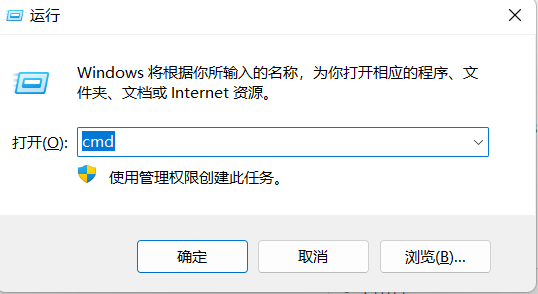 运行
Windows 将根据你所输入的名称，为你打开相应的程序、文
件夹、文档或 Internet 资源。
打开(O): cmd
使用管理权限创建此任务。
确定 取消 浏览(B)...